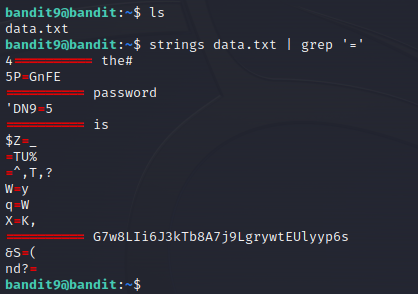 bandit9@bandit:~$ ls
data.txt
bandit9@bandit:~$ strings data.txt | grep '='
4========== the#
5P=GnFE
========== password
'DN9=5
========== is
$Z=_
=TU%
=^,T,?
W=y
q=W
X=K,
========== G7w8LIi6J3kTb8A7j9LgrywtEUlyyp6s
&S=(
nd?=
bandit9@bandit:~$